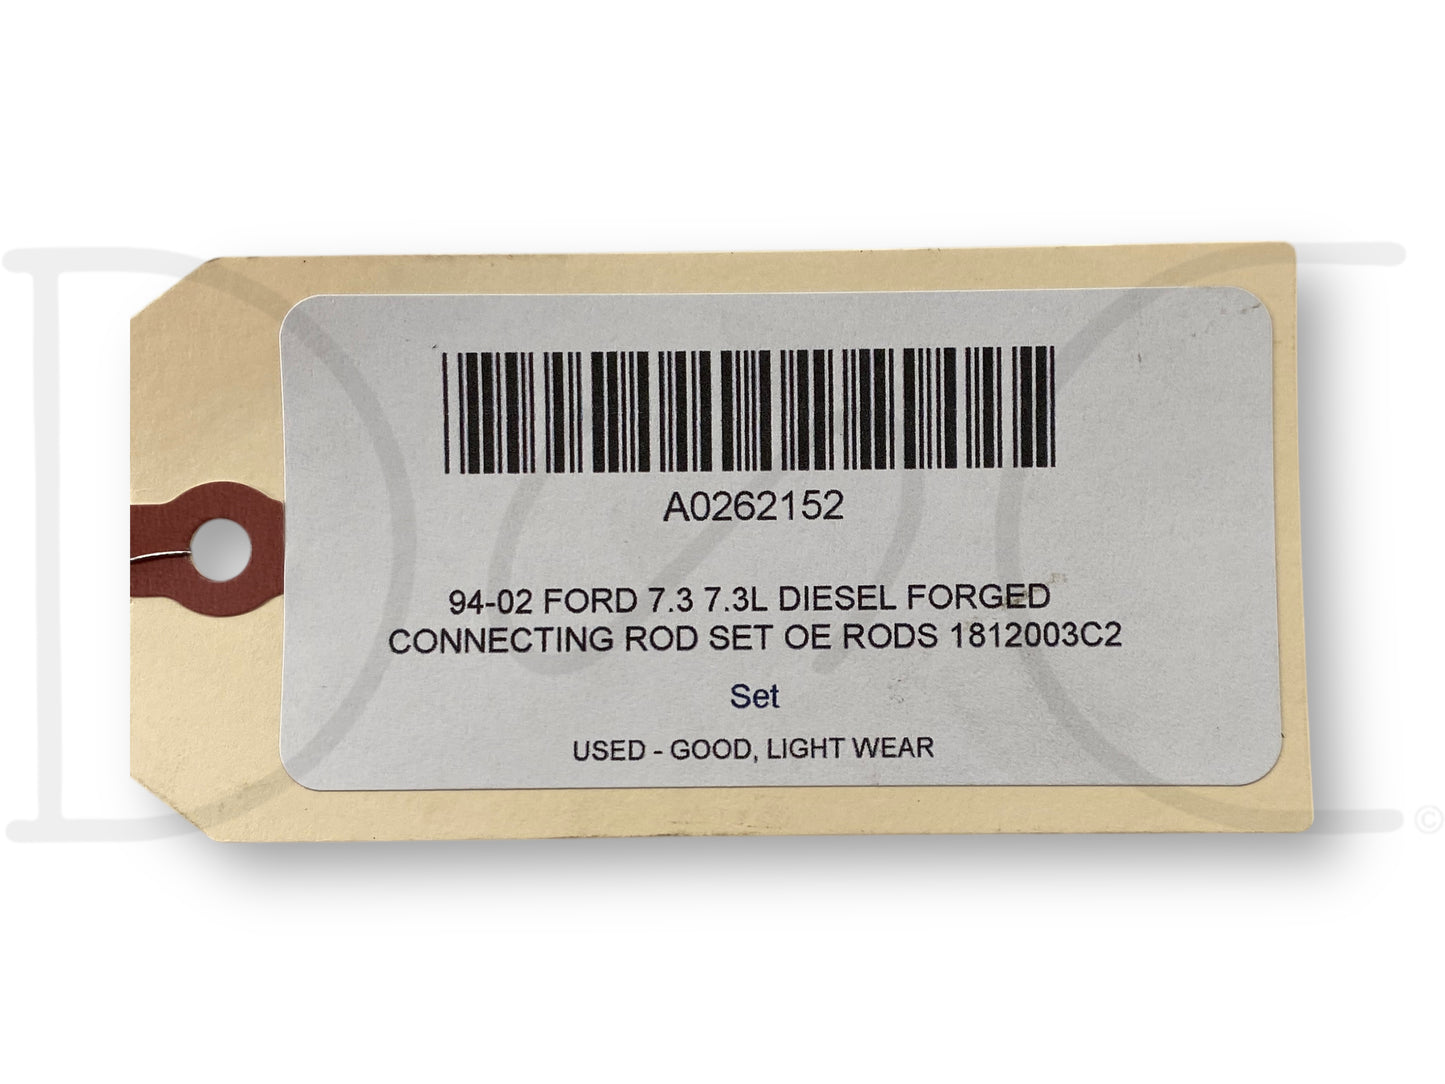 A0262152
94-02 FORD 7.3 7.3L DIESEL FORGED
CONNECTING ROD SET OE RODS 1812003C2
Set
USED - GOOD, LIGHT WEAR
©